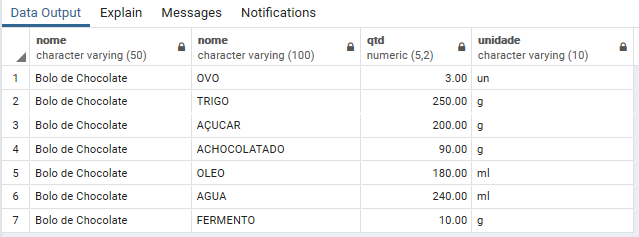 Data Output Explain Messages Notifications
nome nome qtd unidade
character varying (50) character varying (100) numeric (5,2) character varying (10)
1 Bolo de Chocolate OVO 3.00 un
2 Bolo de Chocolate TRIGO 250.00 g
3 Bolo de Chocolate AÇUCAR 200.00 g
4 Bolo de Chocolate ACHOCOLATADO 90.00 g
5 Bolo de Chocolate OLEO 180.00 ml
6 Bolo de Chocolate AGUA 240.00 ml
7 Bolo de Chocolate FERMENTO 10.00 g